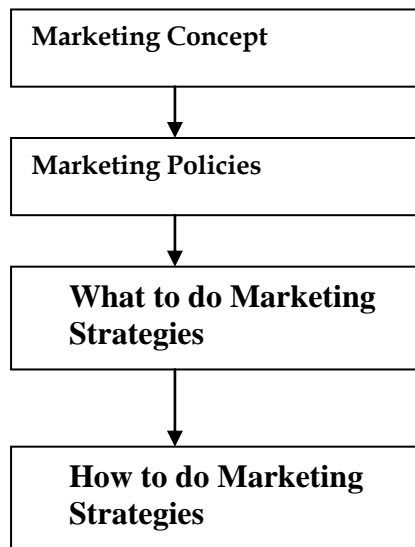 Marketing Concept
Marketing Policies
What to do Marketing
Strategies
How to do Marketing
Strategies